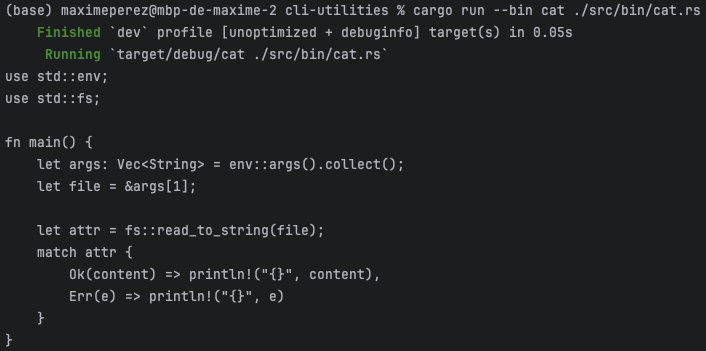 (base) maximeperez@mbp-de-maxime-2 cli-utilities % cargo run --bin cat ./src/bin/cat.rs
    Finished `dev` profile [unoptimized + debuginfo] target(s) in 0.05s
     Running `target/debug/cat ./src/bin/cat.rs`
use std::env;
use std::fs;

fn main() {
    let args: Vec<String> = env::args().collect();
    let file = &args[1];

    let attr = fs::read_to_string(file);
    match attr {
        Ok(content) => println!("{}", content),
        Err(e) => println!("{}", e)
    }
}